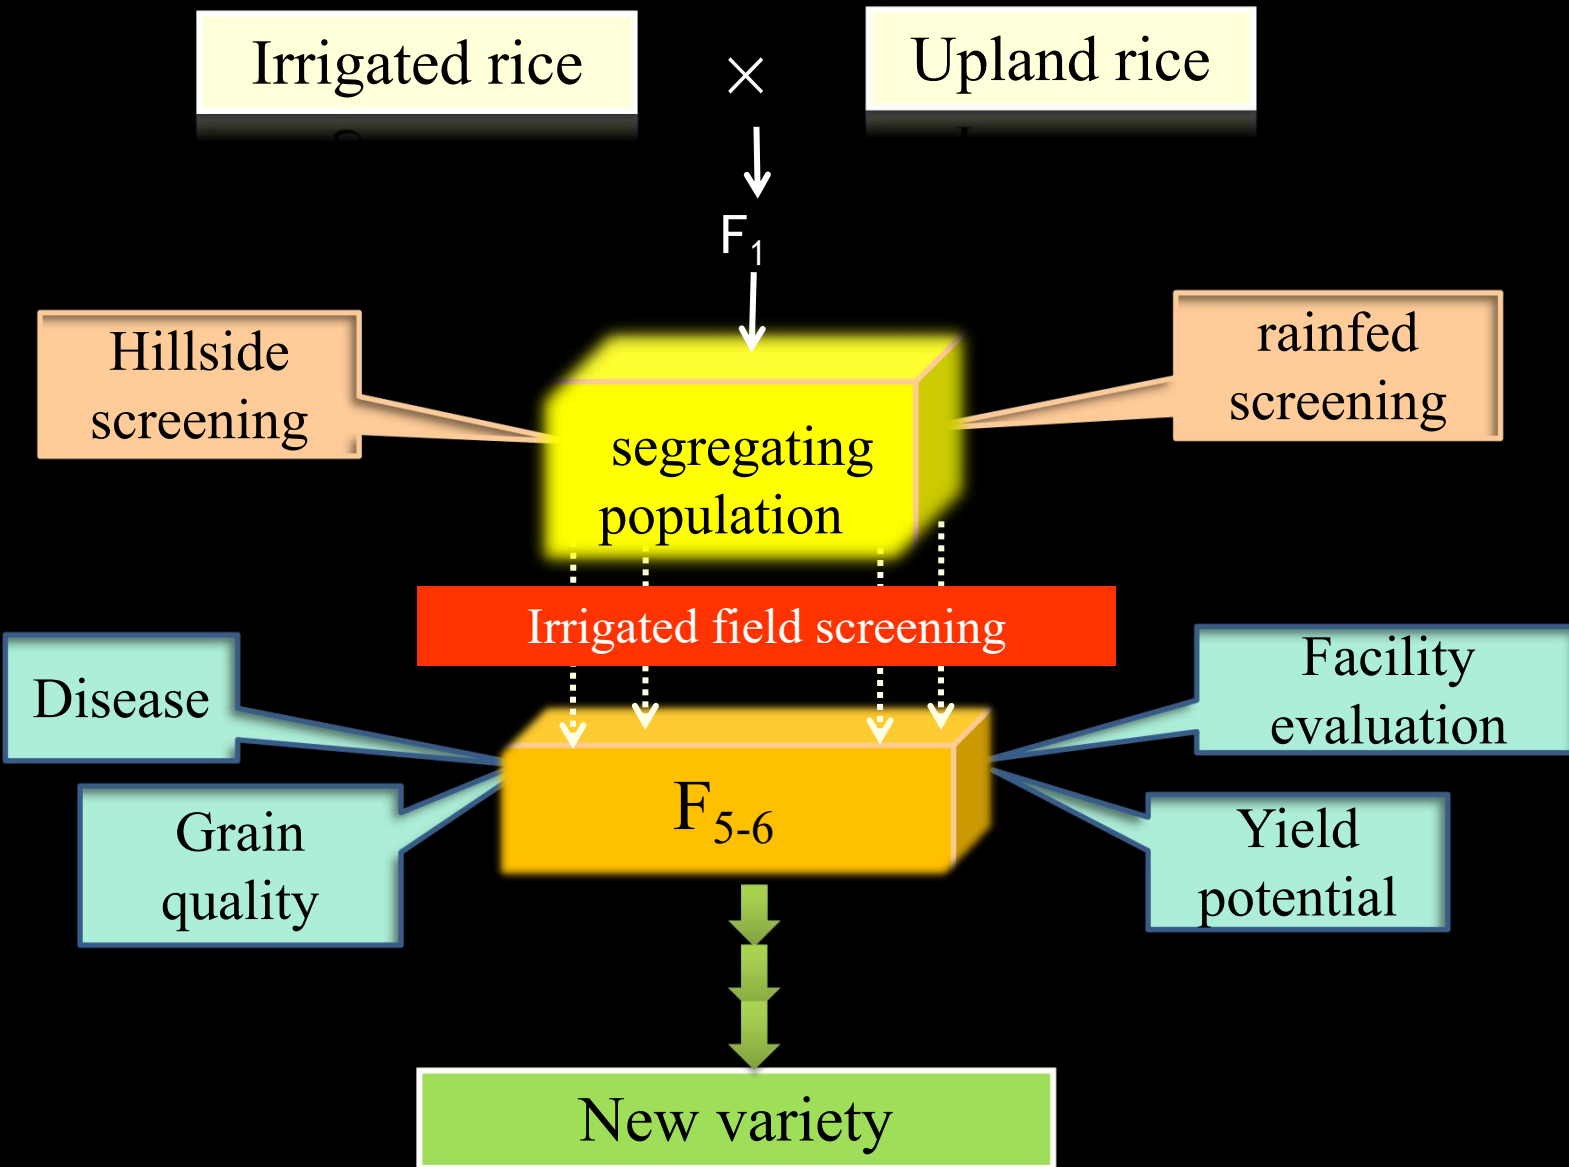 Irrigated rice
×
Upland rice
F₁
Hillside
screening
rainfed
screening
segregating
population
Irrigated field screening
Disease
Facility
evaluation
Grain
quality
F₅₋₆
Yield
potential
New variety